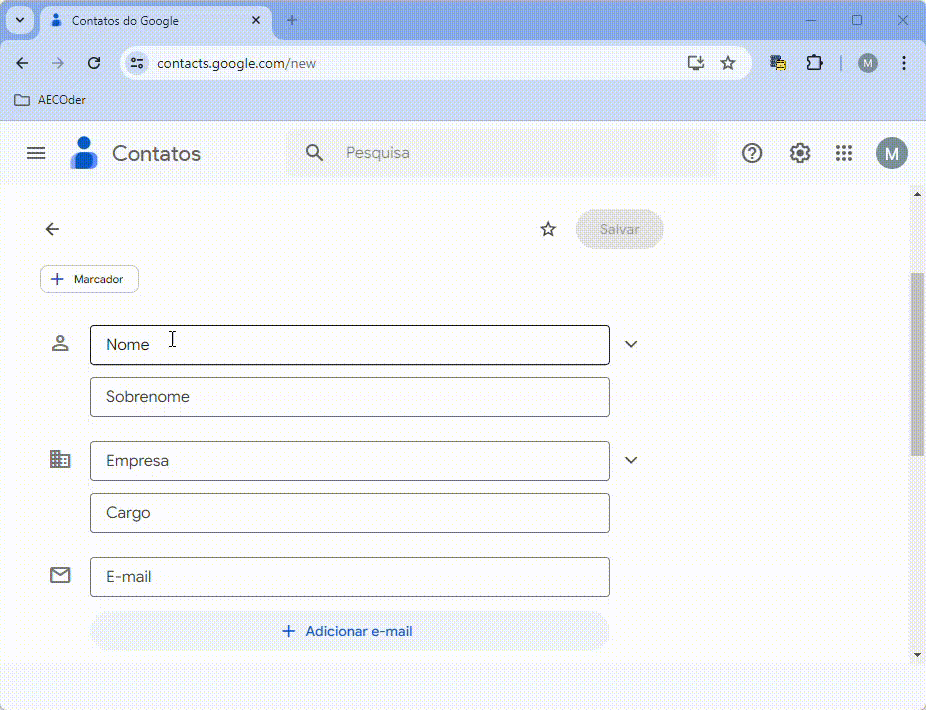 Contatos do Google
contacts.google.com/new
M
AECOder
Contatos
Pesquisa
M
Salvar
Marcador
Nome
Sobrenome
Empresa
Cargo
E-mail
Adicionar e-mail